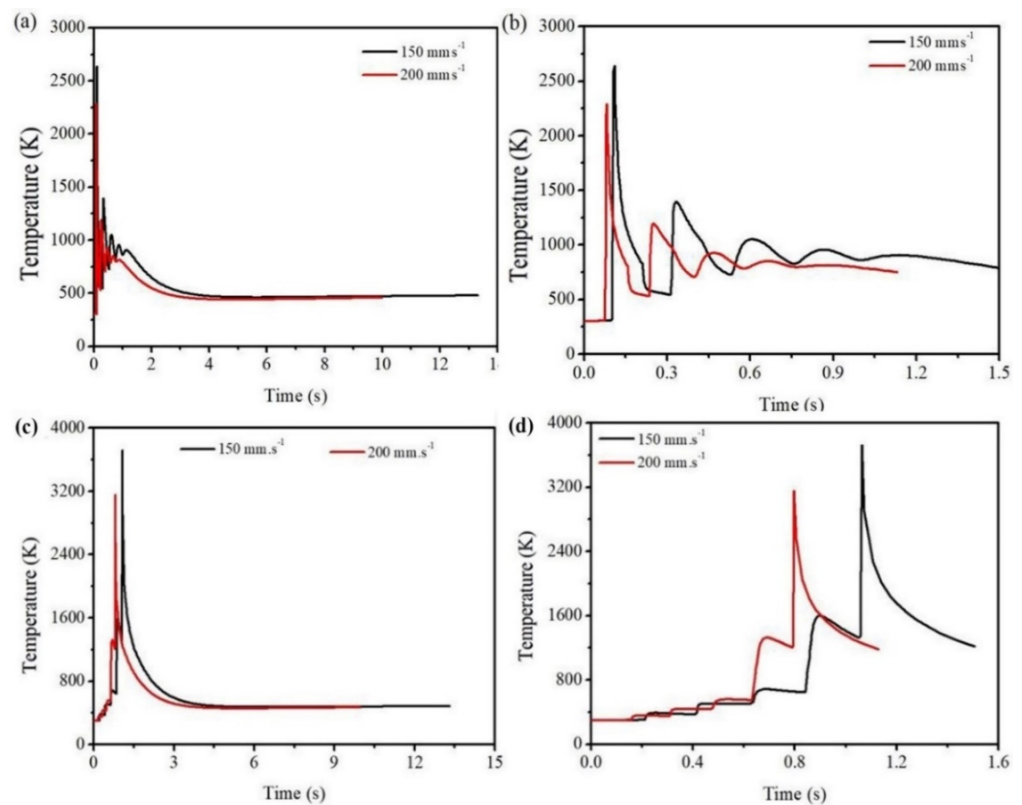 (a)
3000
2500
2000
1500
1000
500
0
Temperature (K)
150 mms⁻¹
200 mms⁻¹
0 2 4 6 8 10 12 1
Time (s)
(b)
3000
2500
2000
1500
1000
500
0
Temperature (K)
150 mms⁻¹
200 mms⁻¹
0.0 0.3 0.6 0.9 1.2 1.5
Time (s)
(c)
4000
3200
2400
1600
800
0
Temperature (K)
150 mm.s⁻¹ 200 mm.s⁻¹
0 3 6 9 12 15
Time (s)
(d)
4000
3200
2400
1600
800
0
Temperature (K)
150 mm.s⁻¹
200 mm.s⁻¹
0.0 0.4 0.8 1.2 1.6
Time (s)